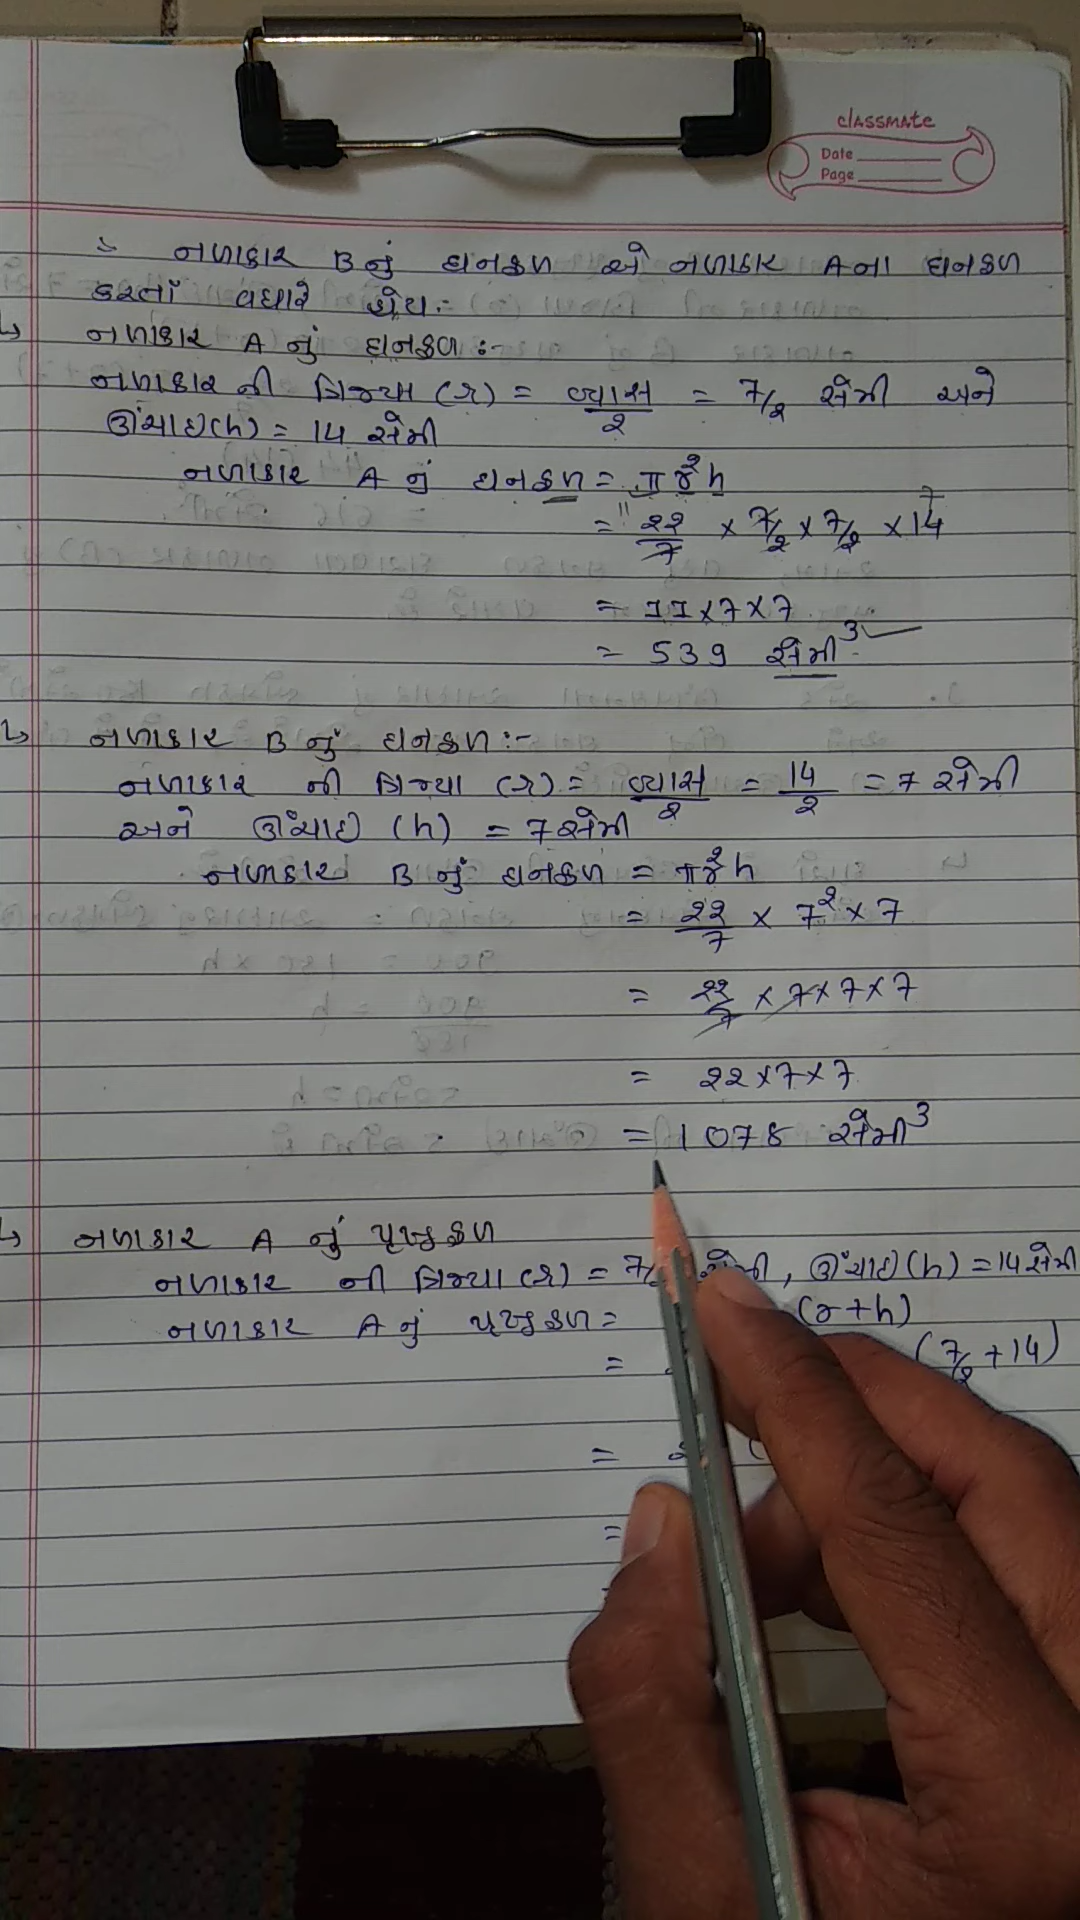 classmate
Date
Page
∴ નળાકાર B નું ઘનફળ એ નળાકાર A ના ઘનફળ
કરતાં વધારે હોય.
નળાકાર A નું ઘનફળ :-
નળાકાર ની ત્રિજ્યા (r) = વ્યાસ/2 = 7/2 સેમી અને
ઊંચાઇ(h) = 14 સેમી
નળાકાર A નું ઘનફળ = πr²h
= 22/7 × 7/2 × 7/2 × 14
= 11 × 7 × 7
= 539 સેમી³
નળાકાર B નું ઘનફળ :-
નળાકાર ની ત્રિજ્યા (r) = વ્યાસ/2 = 14/2 = 7 સેમી
અને ઊંચાઇ (h) = 7 સેમી
નળાકાર B નું ઘનફળ = πr²h
= 22/7 × 7² × 7
= 22/7 × 7 × 7 × 7
= 22 × 7 × 7
= 1078 સેમી³
નળાકાર A નું પૃષ્ઠફળ
નળાકાર ની ત્રિજ્યા (r) = 7/ સેમી, ઊંચાઇ (h) = 14 સેમી
નળાકાર A નું પૃષ્ઠફળ = (r+h)
= (7/2 + 14)
=
=